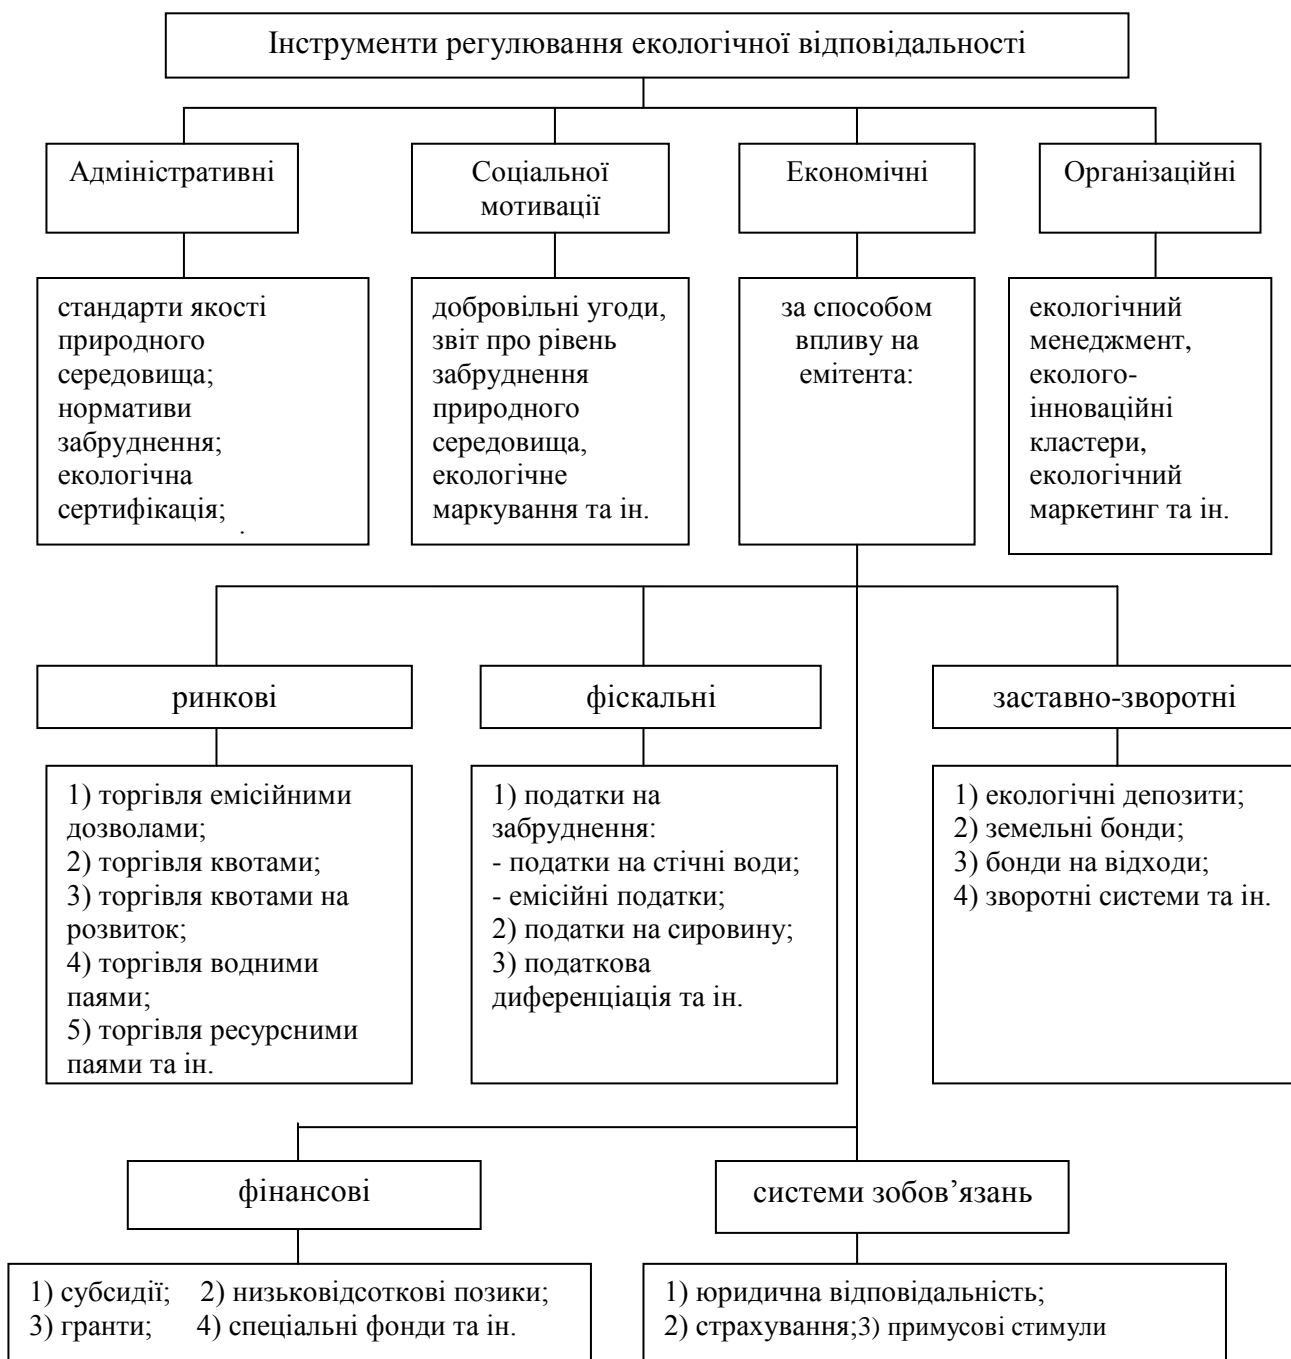 Інструменти регулювання екологічної відповідальності
Адміністративні
Соціальної
мотивації
Економічні
Організаційні
стандарти якості
природного
середовища;
нормативи
забруднення;
екологічна
сертифікація;
добровільні угоди,
звіт про рівень
забруднення
природного
середовища,
екологічне
маркування та ін.
за способом
впливу на
емітента:
екологічний
менеджмент,
еколого-
інноваційні
кластери,
екологічний
маркетинг та ін.
ринкові
фіскальні
заставно-зворотні
1) торгівля емісійними
дозволами;
2) торгівля квотами;
3) торгівля квотами на
розвиток;
4) торгівля водними
паями;
5) торгівля ресурсними
паями та ін.
1) податки на
забруднення:
- податки на стічні води;
- емісійні податки;
2) податки на сировину;
3) податкова
диференціація та ін.
1) екологічні депозити;
2) земельні бонди;
3) бонди на відходи;
4) зворотні системи та ін.
фінансові
системи зобов’язань
1) субсидії; 2) низьковідсоткові позики;
3) гранти; 4) спеціальні фонди та ін.
1) юридична відповідальність;
2) страхування;3) примусові стимули